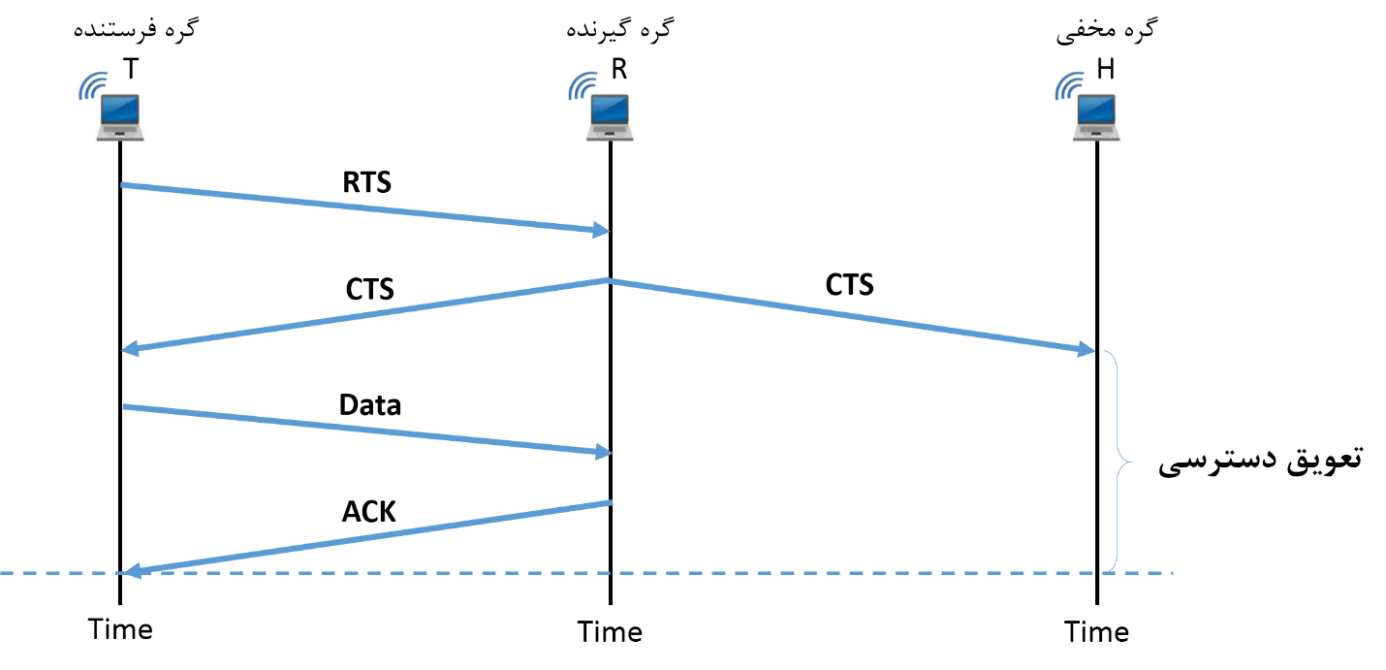 گره فرستنده
T
گره گیرنده
R
گره مخفی
H
RTS
CTS
CTS
Data
تعویق دسترسی
ACK
Time
Time
Time